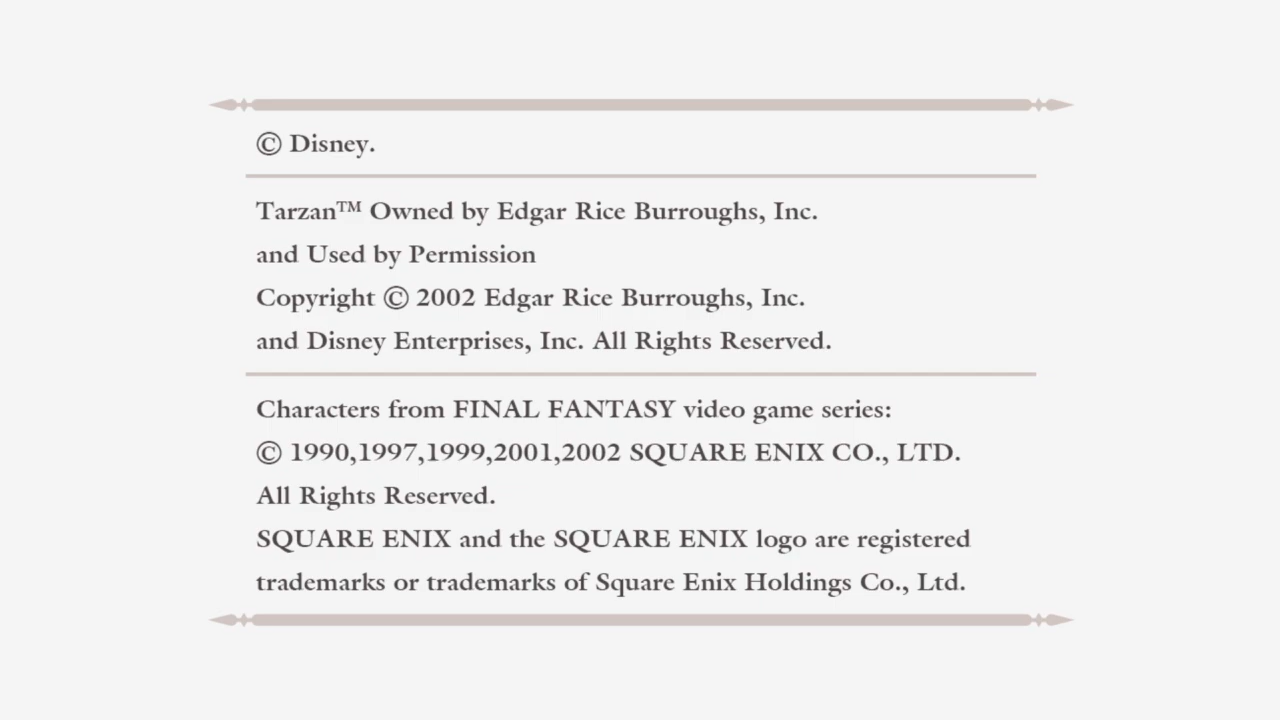 © Disney.
Tarzan™ Owned by Edgar Rice Burroughs, Inc.
and Used by Permission
Copyright © 2002 Edgar Rice Burroughs, Inc.
and Disney Enterprises, Inc. All Rights Reserved.
Characters from FINAL FANTASY video game series:
© 1990,1997,1999,2001,2002 SQUARE ENIX CO., LTD.
All Rights Reserved.
SQUARE ENIX and the SQUARE ENIX logo are registered
trademarks or trademarks of Square Enix Holdings Co., Ltd.